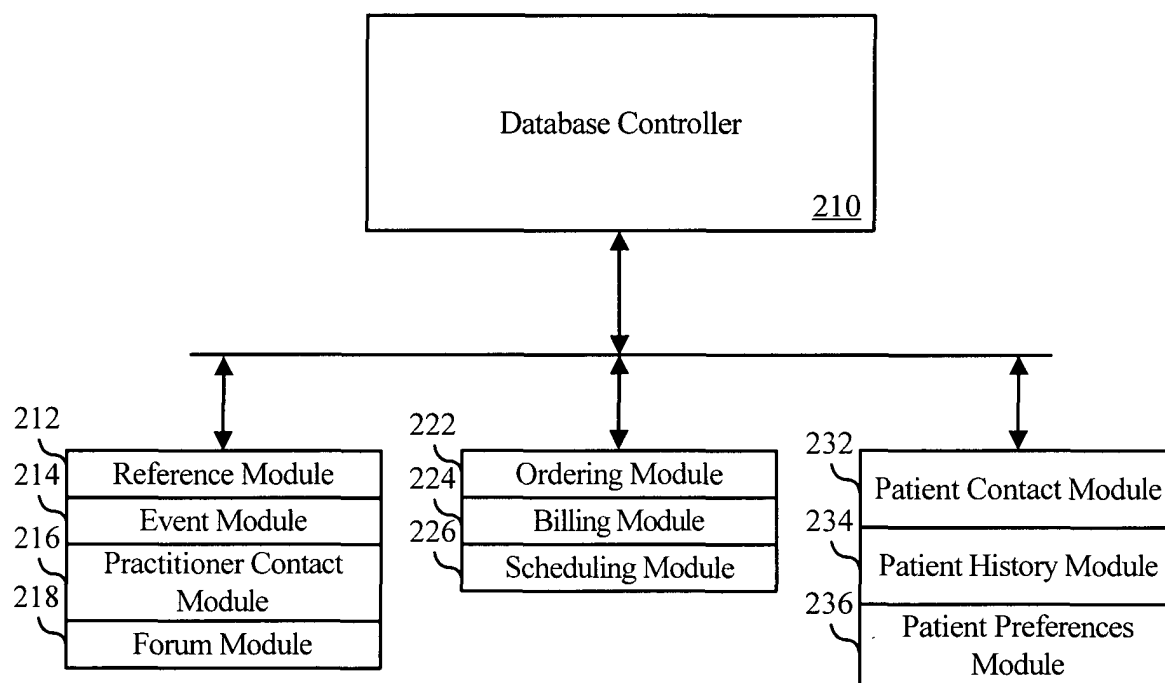 Database Controller
210
212
Reference Module
214
Event Module
216
Practitioner Contact
Module
218
Forum Module
222
Ordering Module
224
Billing Module
226
Scheduling Module
232
Patient Contact Module
234
Patient History Module
236
Patient Preferences
Module